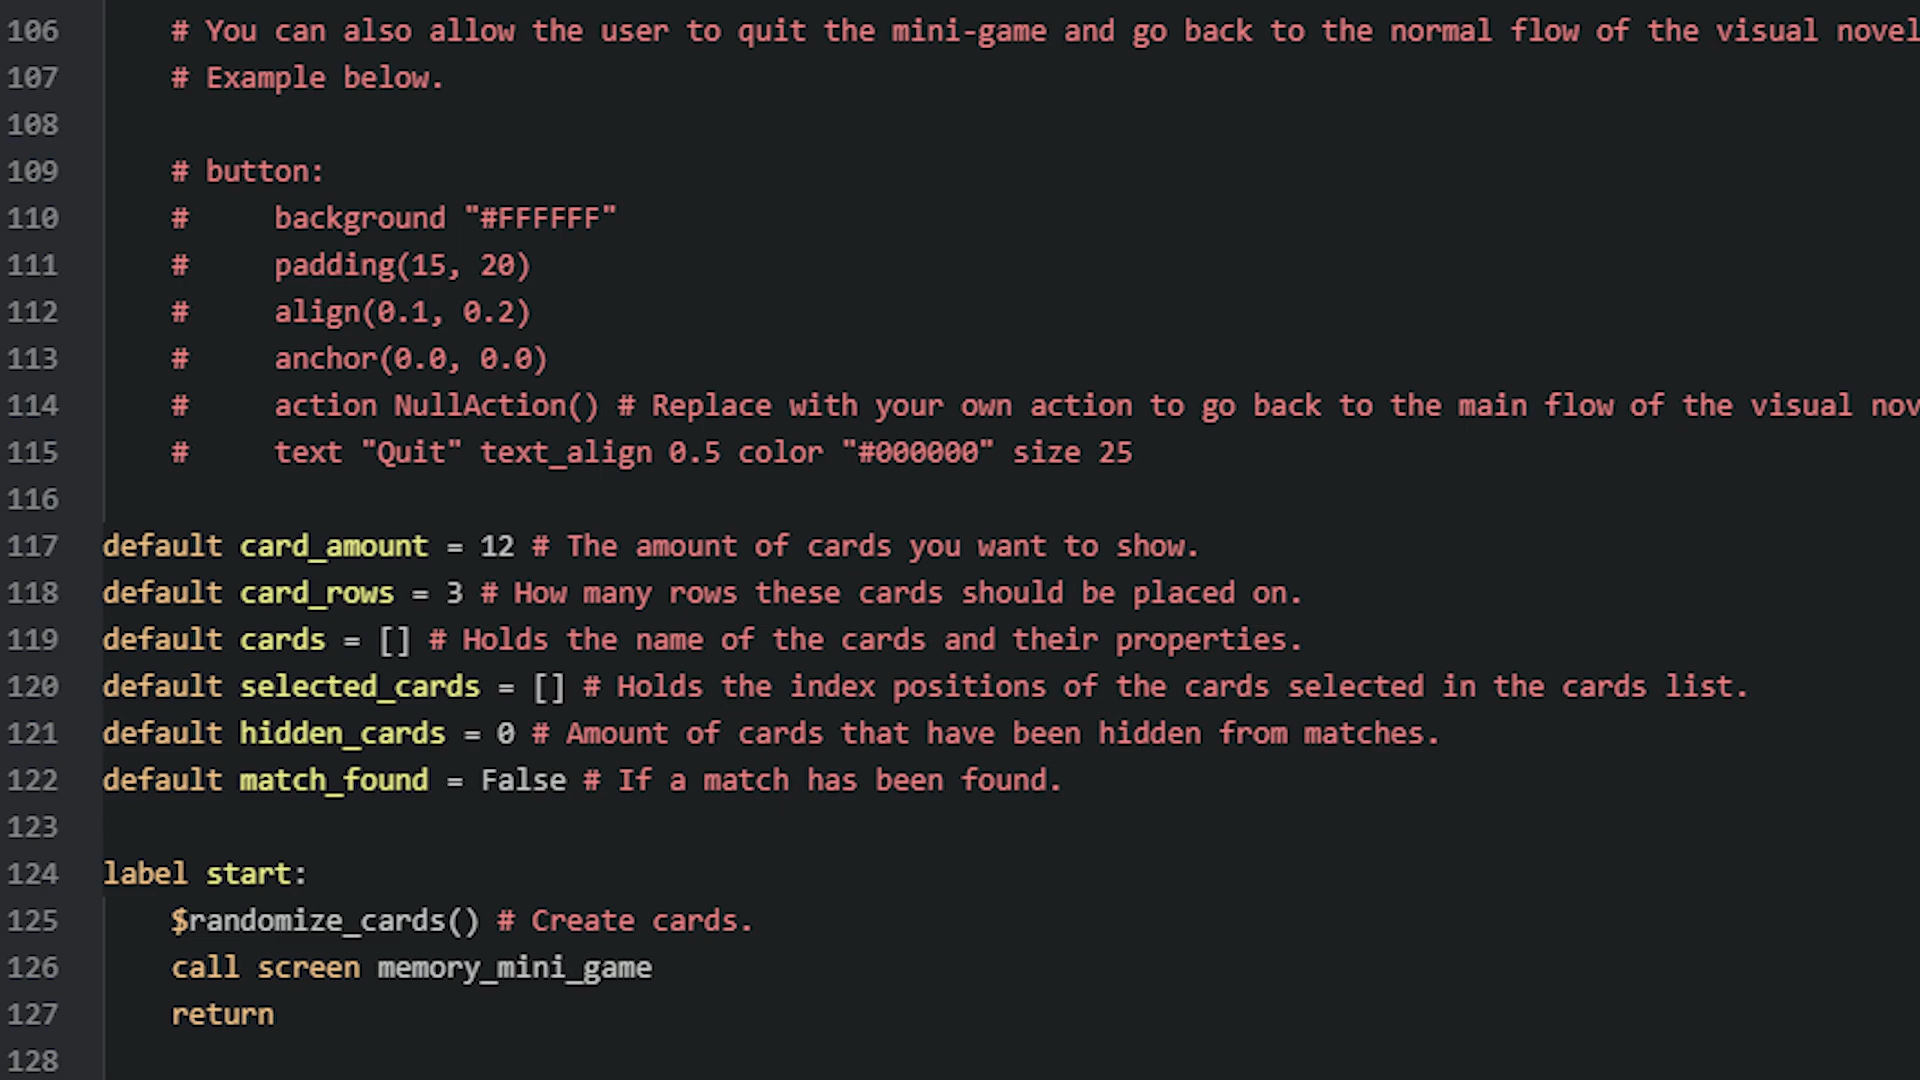 106 # You can also allow the user to quit the mini-game and go back to the normal flow of the visual novel
107 # Example below.
108
109 # button:
110 #     background "#FFFFFF"
111 #     padding(15, 20)
112 #     align(0.1, 0.2)
113 #     anchor(0.0, 0.0)
114 #     action NullAction() # Replace with your own action to go back to the main flow of the visual nov
115 #     text "Quit" text_align 0.5 color "#000000" size 25
116
117 default card_amount = 12 # The amount of cards you want to show.
118 default card_rows = 3 # How many rows these cards should be placed on.
119 default cards = [] # Holds the name of the cards and their properties.
120 default selected_cards = [] # Holds the index positions of the cards selected in the cards list.
121 default hidden_cards = 0 # Amount of cards that have been hidden from matches.
122 default match_found = False # If a match has been found.
123
124 label start:
125     $randomize_cards() # Create cards.
126     call screen memory_mini_game
127     return
128